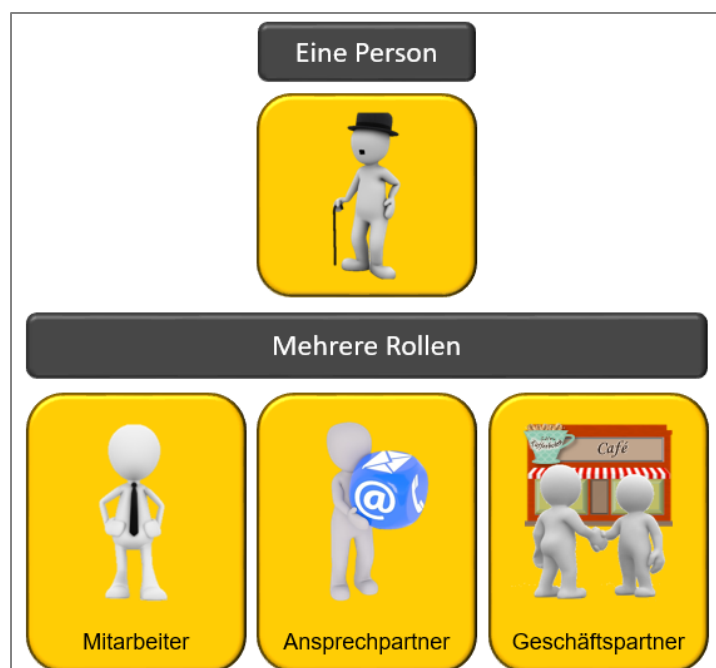 Eine Person
Mehrere Rollen
Café
Mitarbeiter
Ansprechpartner
Geschäftspartner